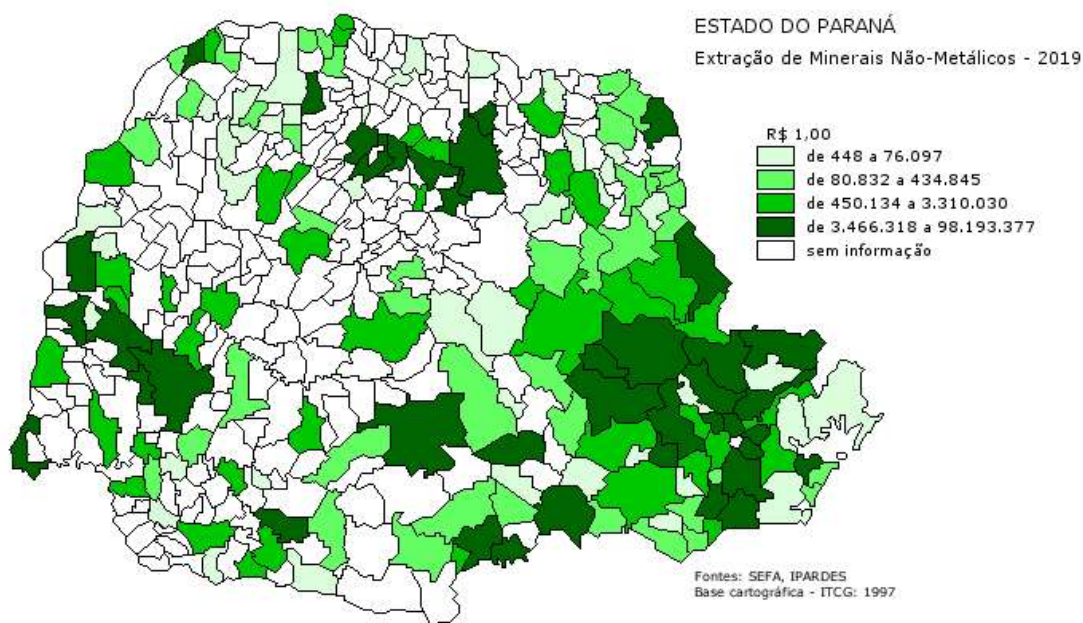 ESTADO DO PARANÁ
Extração de Minerais Não-Metálicos - 2019
R$ 1,00
de 448 a 76.097
de 80.832 a 434.845
de 450.134 a 3.310.030
de 3.466.318 a 98.193.377
sem informação
Fontes: SEFA, IPARDES
Base cartográfica - ITCG: 1997